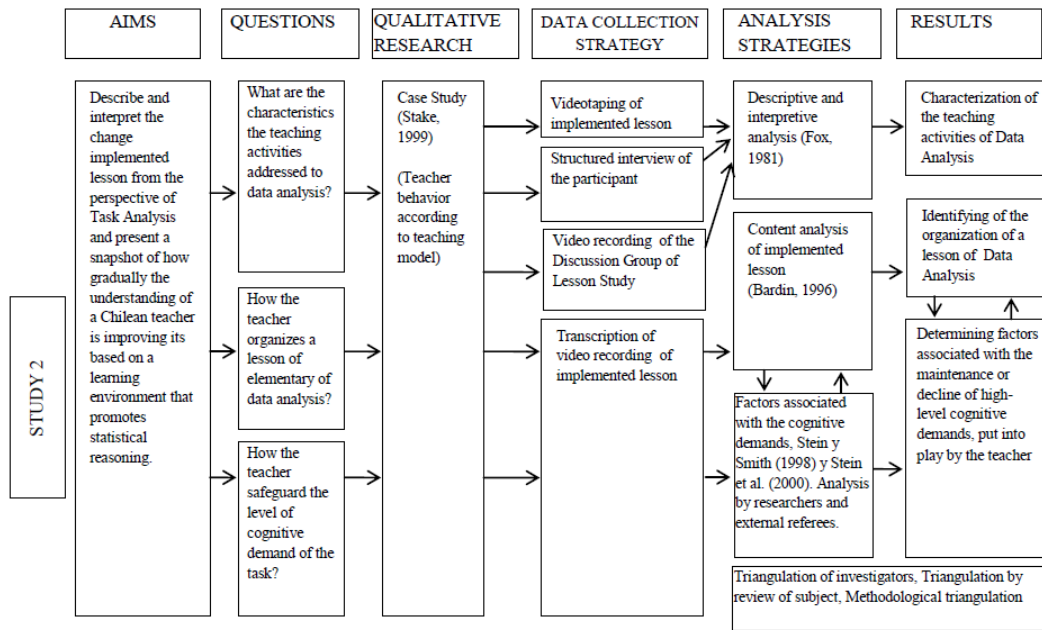 AIMS
QUESTIONS
QUALITATIVE
RESEARCH
DATA COLLECTION
STRATEGY
ANALYSIS
STRATEGIES
RESULTS
STUDY 2
Describe and
interpret the
change
implemented
lesson from the
perspective of
Task Analysis
and present a
snapshot of how
gradually the
understanding of
a Chilean teacher
is improving its
based on a
learning
environment that
promotes
statistical
reasoning.
What are the
characteristics
the teaching
activities
addressed to
data analysis?
How the
teacher
organizes a
lesson of
elementary of
data analysis?
How the
teacher
safeguard the
level of
cognitive
demand of the
task?
Case Study
(Stake,
1999)
(Teacher
behavior
according
to teaching
model)
Videotaping of
implemented lesson
Structured interview of
the participant
Video recording of the
Discussion Group of
Lesson Study
Transcription of
video recording of
implemented lesson
Descriptive and
interpretive
analysis (Fox,
1981)
Content analysis
of implemented
lesson
(Bardin, 1996)
Factors associated
with the cognitive
demands, Stein y
Smith (1998) y Stein
et al. (2000). Analysis
by researchers and
external referees.
Characterization of
the teaching
activities of Data
Analysis
Identifying of the
organization of a
lesson of Data
Analysis
Determining factors
associated with the
maintenance or
decline of high-
level cognitive
demands, put into
play by the teacher
Triangulation of investigators, Triangulation by
review of subject, Methodological triangulation